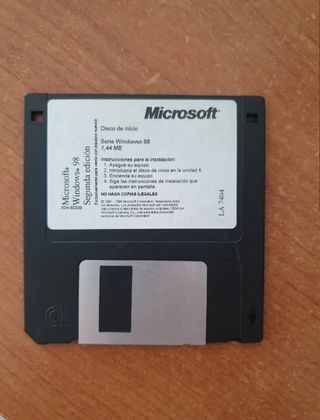 Microsoft
Disco de inicio
Serie Windows® 98
1,44 MB
Instrucciones para la instalación:
1. Apague su equipo.
2. Introduzca el disco de inicio en la unidad A.
3. Encienda su equipo.
4. Siga las instrucciones de instalación que
aparecen en pantalla.
NO HAGA COPIAS ILEGALES
Microsoft®
Windows® 98
Segunda edición
LA 7404
HD